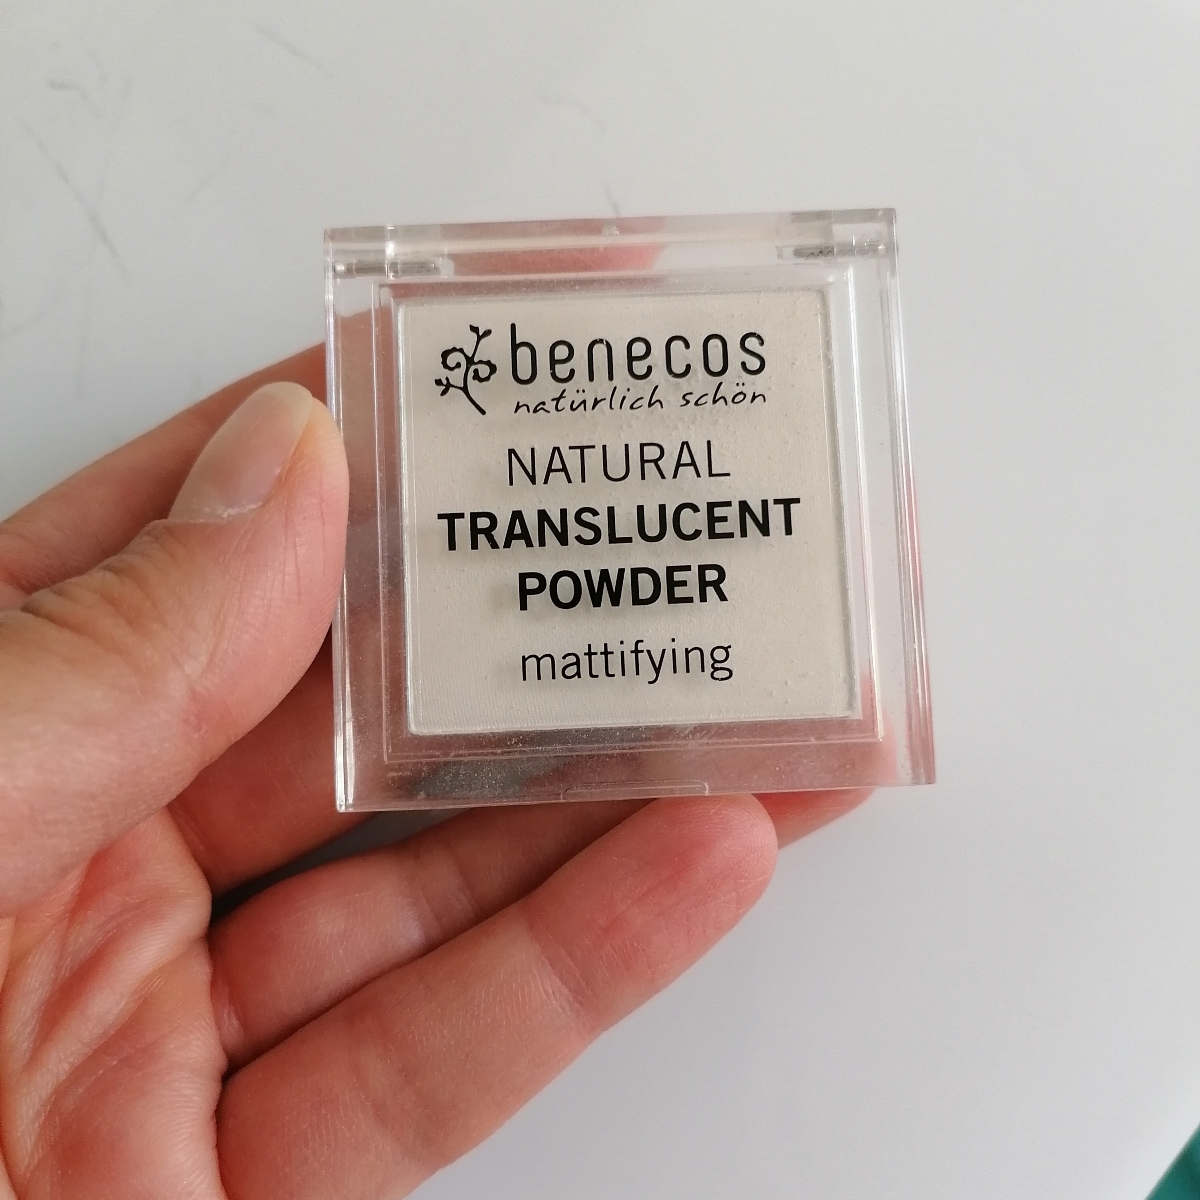 benecos
natürlich schön
NATURAL
TRANSLUCENT
POWDER
mattifying